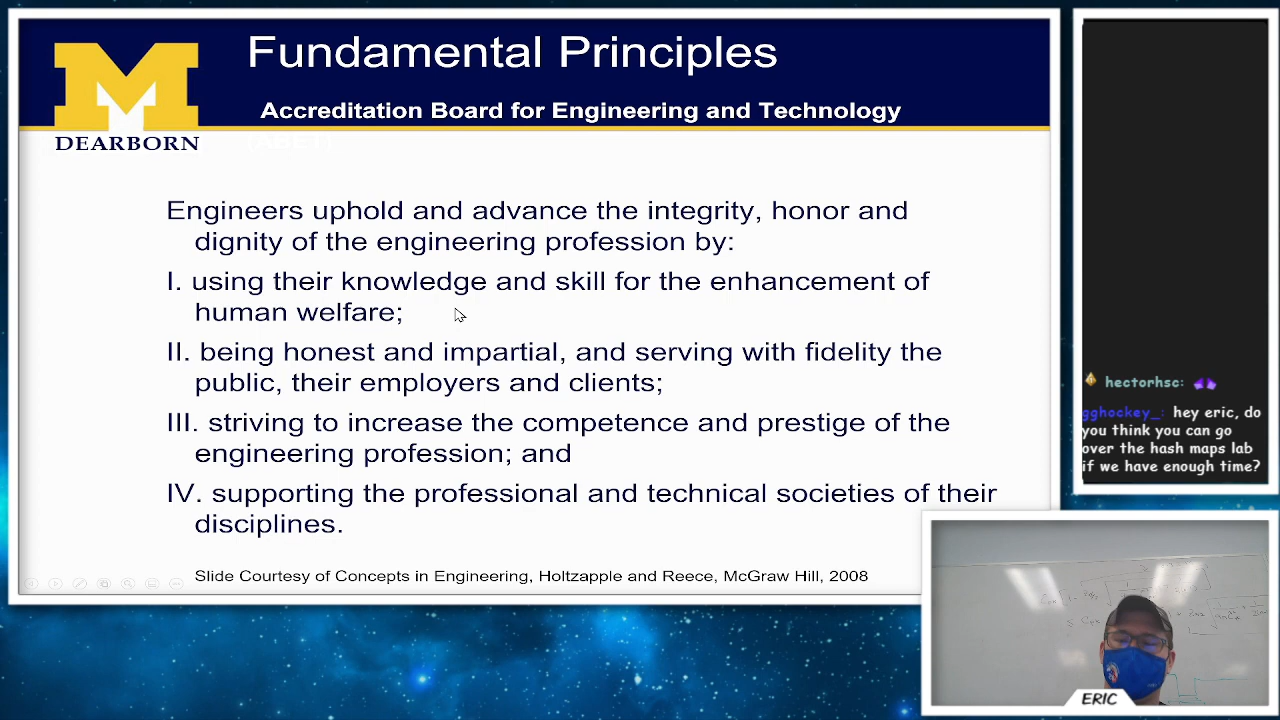 Fundamental Principles
Accreditation Board for Engineering and Technology
(ABET)
M
DEARBORN
Engineers uphold and advance the integrity, honor and
dignity of the engineering profession by:
I. using their knowledge and skill for the enhancement of
human welfare;
II. being honest and impartial, and serving with fidelity the
public, their employers and clients;
III. striving to increase the competence and prestige of the
engineering profession; and
IV. supporting the professional and technical societies of their
disciplines.
Slide Courtesy of Concepts in Engineering, Holtzapple and Reece, McGraw Hill, 2008
hectorhsc:
gghockey_: hey eric, do
you think you can go
over the hash maps lab
if we have enough time?
ERIC